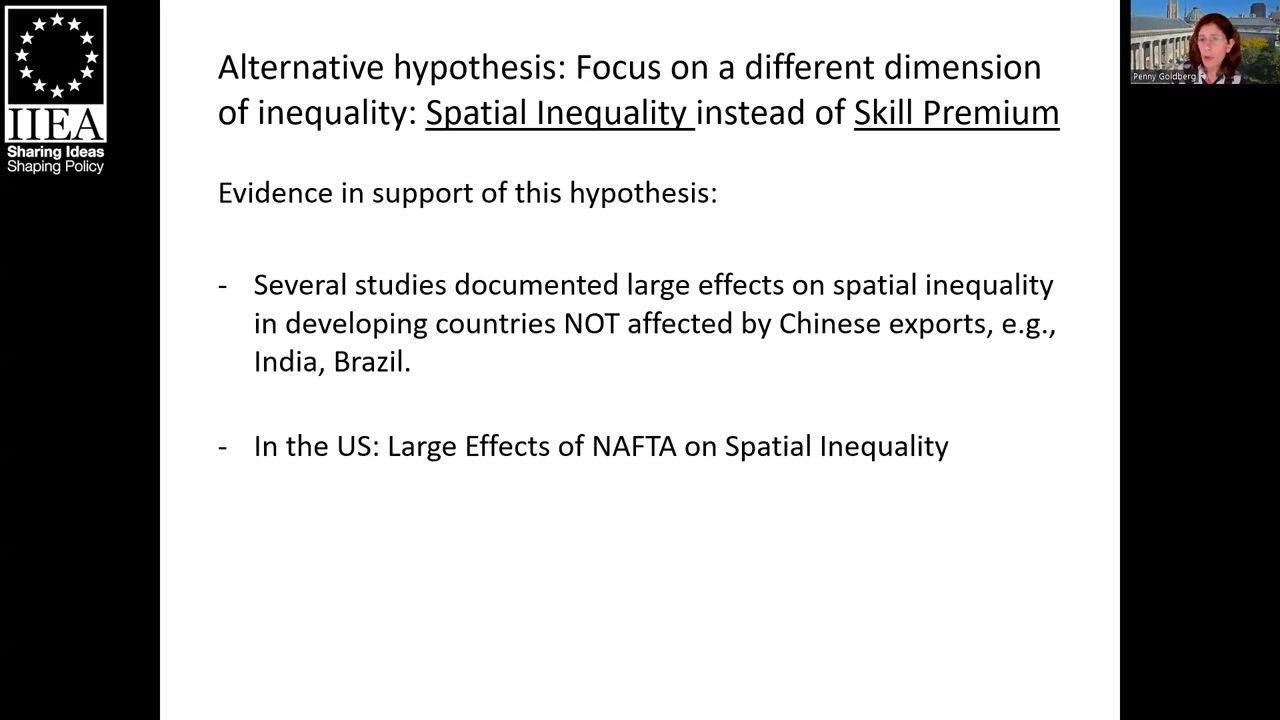 IIEA
Sharing Ideas
Shaping Policy
Alternative hypothesis: Focus on a different dimension
of inequality: Spatial Inequality instead of Skill Premium
Evidence in support of this hypothesis:
- Several studies documented large effects on spatial inequality
in developing countries NOT affected by Chinese exports, e.g.,
India, Brazil.
- In the US: Large Effects of NAFTA on Spatial Inequality
Penny Goldberg